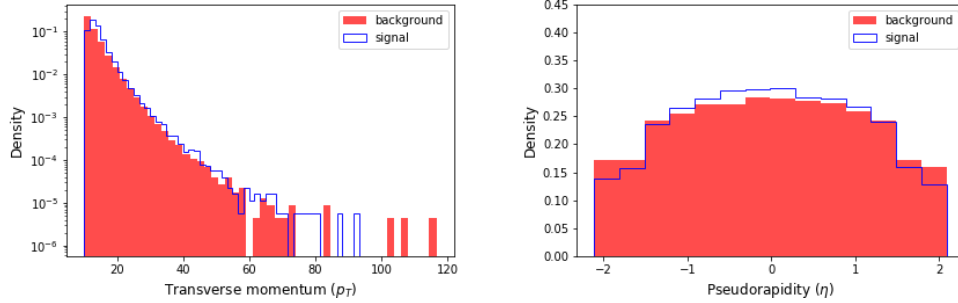 background
signal
10⁻¹
10⁻²
10⁻³
10⁻⁴
10⁻⁵
10⁻⁶
Density
20 40 60 80 100 120
Transverse momentum (p_T)
background
signal
0.45
0.40
0.35
0.30
0.25
0.20
0.15
0.10
0.05
0.00
Density
−2 −1 0 1 2
Pseudorapidity (η)